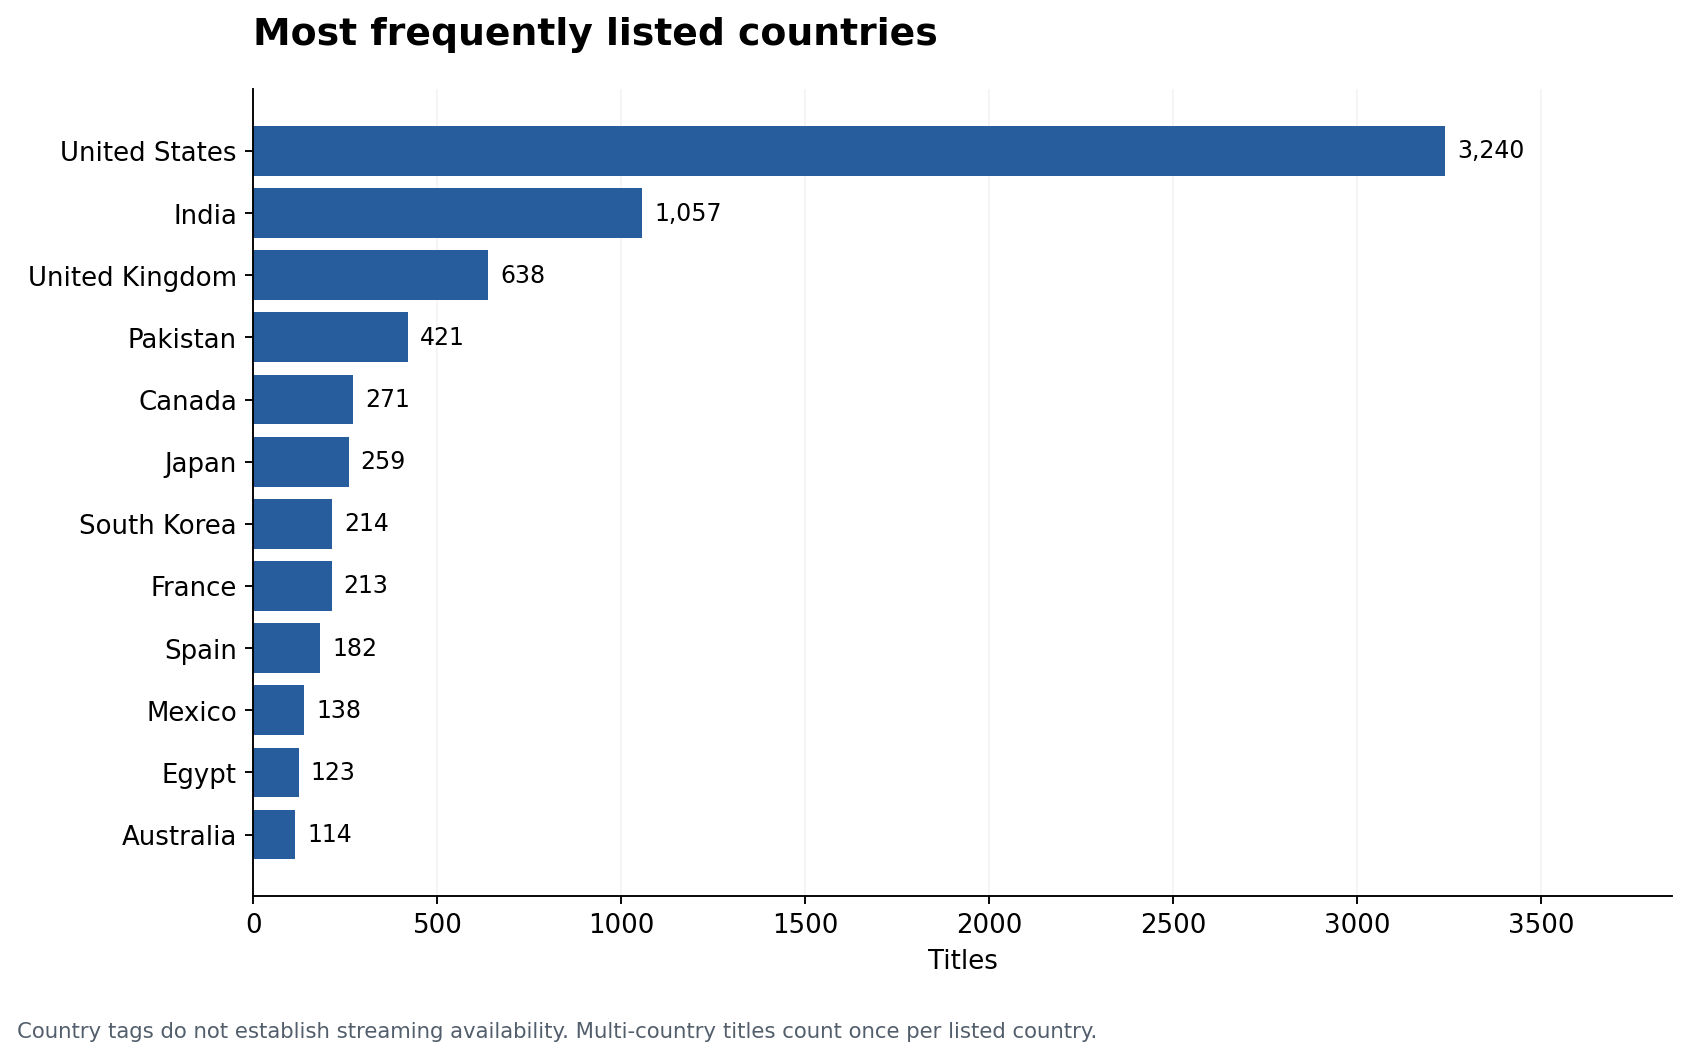 Most frequently listed countries
United States 3,240
India 1,057
United Kingdom 638
Pakistan 421
Canada 271
Japan 259
South Korea 214
France 213
Spain 182
Mexico 138
Egypt 123
Australia 114
0 500 1000 1500 2000 2500 3000 3500
Titles
Country tags do not establish streaming availability. Multi-country titles count once per listed country.